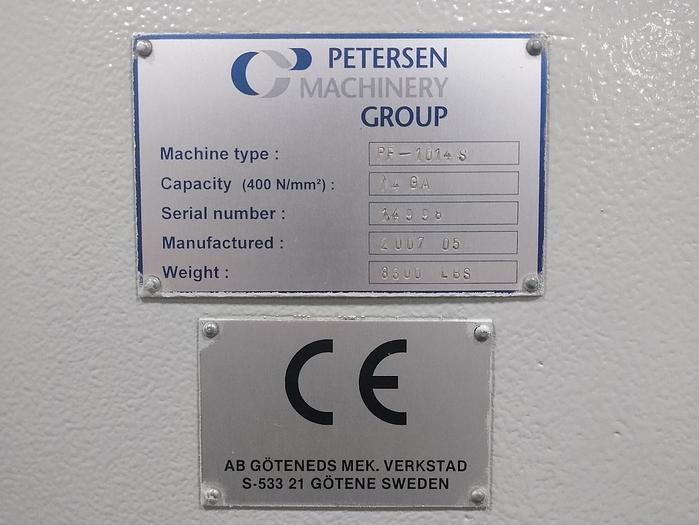 PETERSEN
MACHINERY
GROUP
Machine type : PF-1014 S
Capacity (400 N/mm²) : 14 GA
Serial number :
Manufactured : 2007 05
Weight : LBS
CE
AB GÖTENEDS MEK. VERKSTAD
S-533 21 GÖTENE SWEDEN